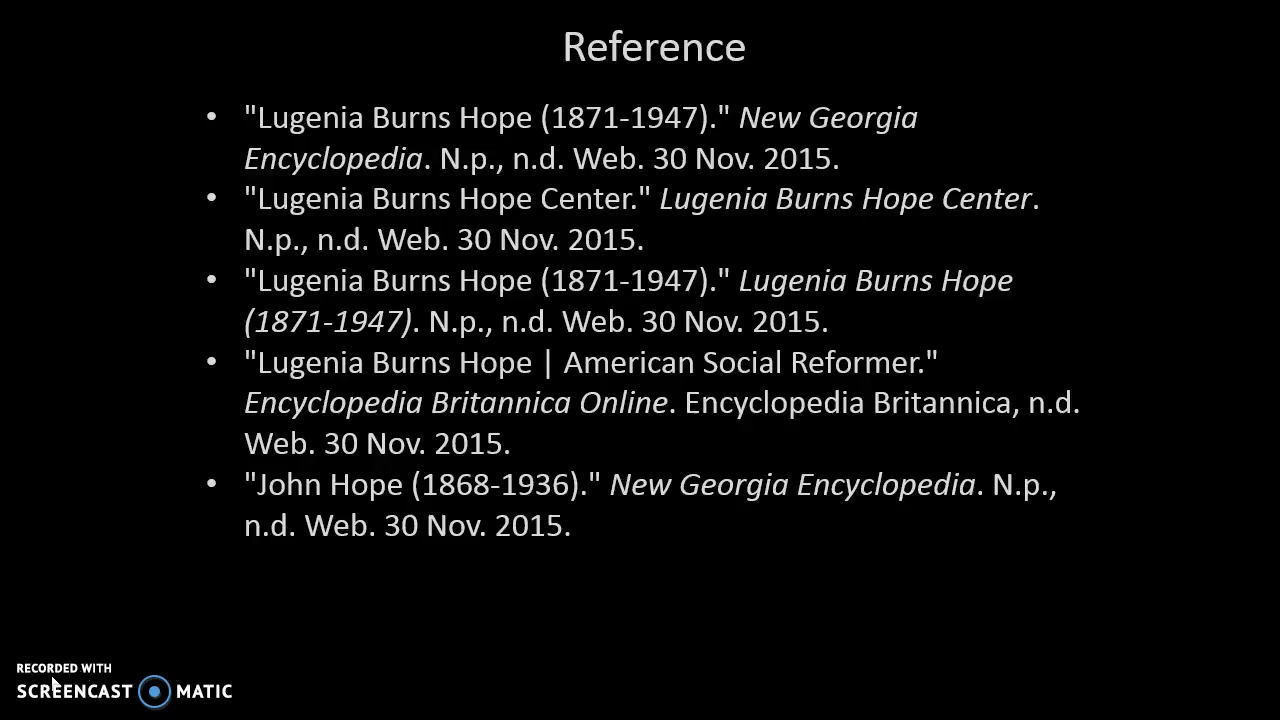 Reference
• "Lugenia Burns Hope (1871-1947)." New Georgia
Encyclopedia. N.p., n.d. Web. 30 Nov. 2015.
• "Lugenia Burns Hope Center." Lugenia Burns Hope Center.
N.p., n.d. Web. 30 Nov. 2015.
• "Lugenia Burns Hope (1871-1947)." Lugenia Burns Hope
(1871-1947). N.p., n.d. Web. 30 Nov. 2015.
• "Lugenia Burns Hope | American Social Reformer."
Encyclopedia Britannica Online. Encyclopedia Britannica, n.d.
Web. 30 Nov. 2015.
• "John Hope (1868-1936)." New Georgia Encyclopedia. N.p.,
n.d. Web. 30 Nov. 2015.
RECORDED WITH
SCREENCAST MATIC